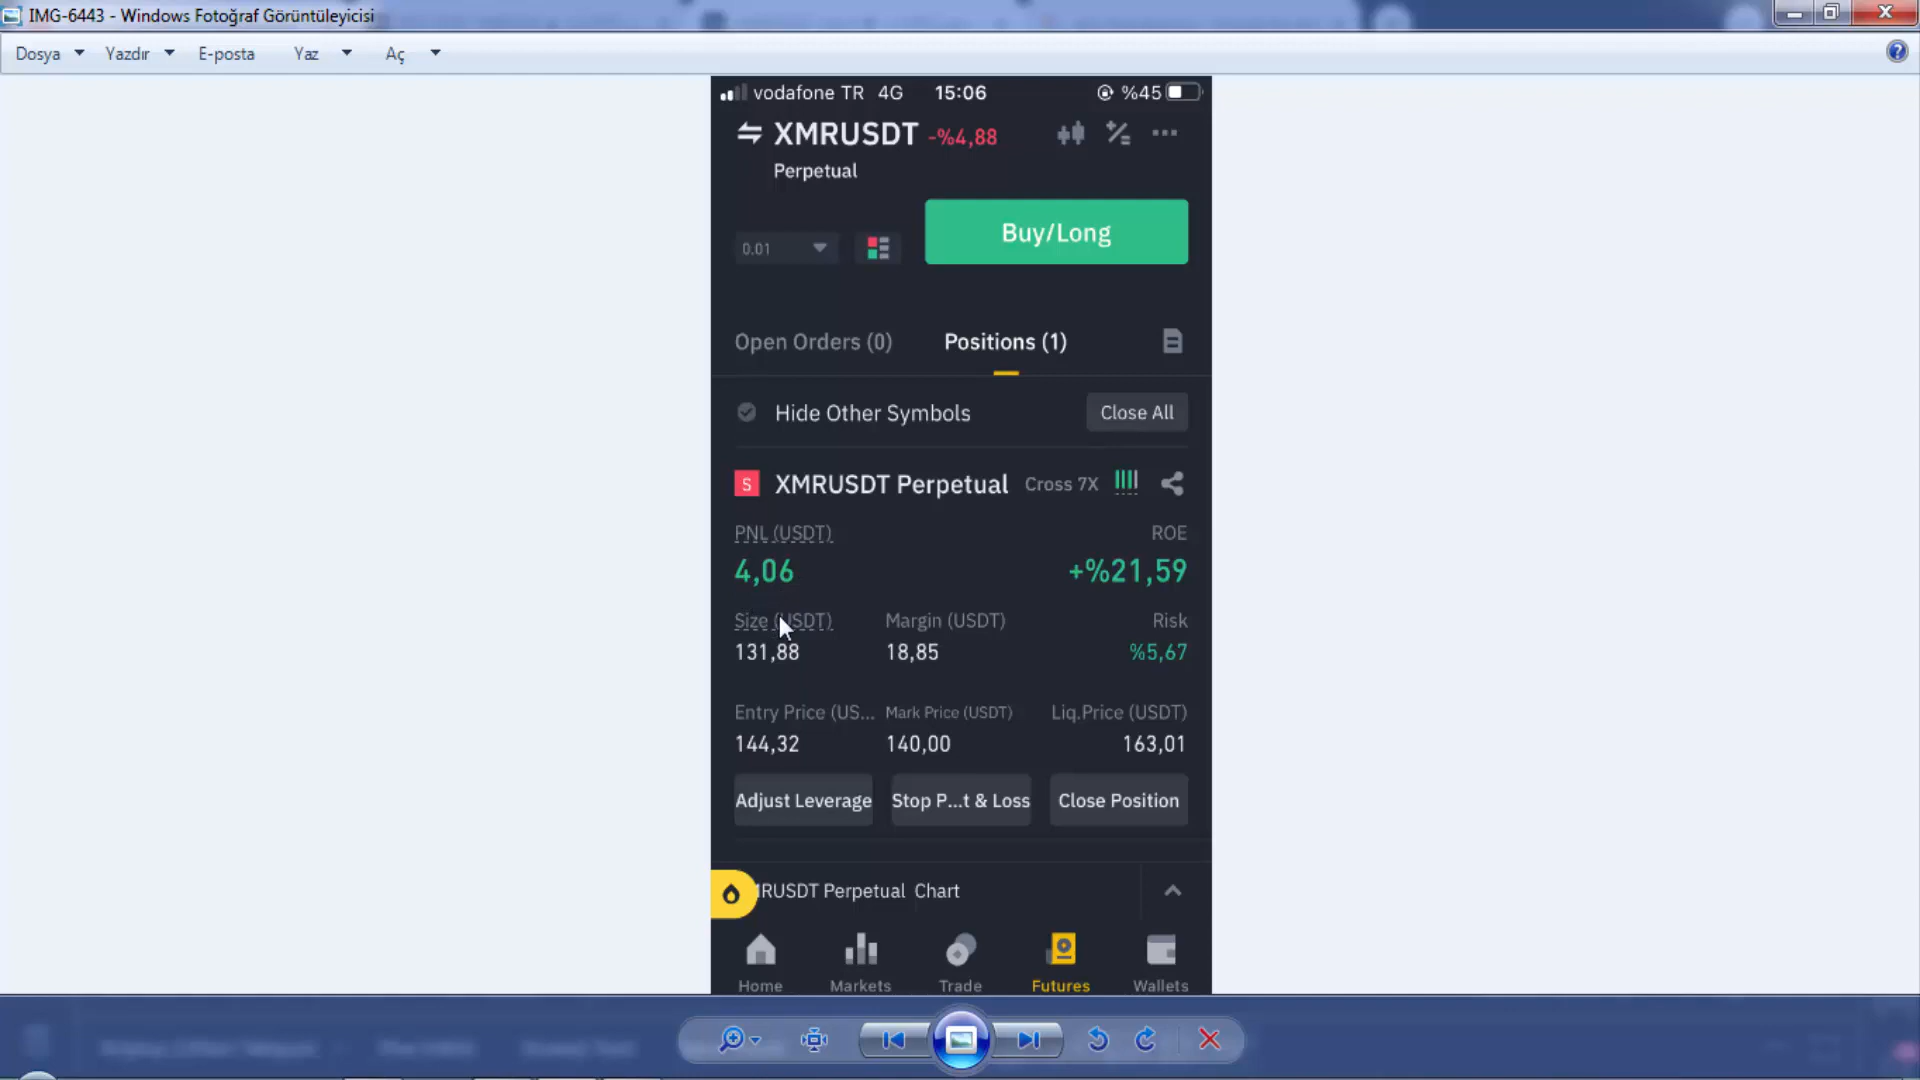 IMG-6443 - Windows Fotoğraf Görüntüleyicisi
Dosya Yazdır E-posta Yaz Aç
vodafone TR 4G 15:06 %45
XMRUSDT -%4,88
Perpetual
0.01
Buy/Long
Open Orders (0) Positions (1)
Hide Other Symbols Close All
S XMRUSDT Perpetual Cross 7X
PNL (USDT) ROE
4,06 +%21,59
Size (USDT) Margin (USDT) Risk
131,88 18,85 %5,67
Entry Price (US... Mark Price (USDT) Liq.Price (USDT)
144,32 140,00 163,01
Adjust Leverage Stop P...t & Loss Close Position
RUSDT Perpetual Chart
Home Markets Trade Futures Wallets